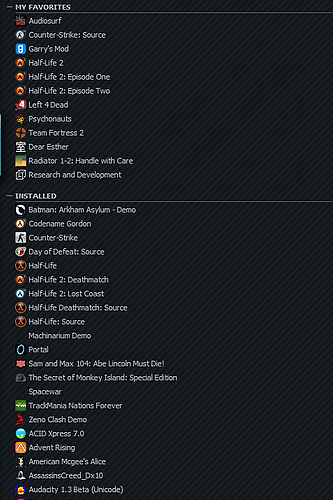 MY FAVORITES
Audiosurf
Counter-Strike: Source
Garry's Mod
Half-Life 2
Half-Life 2: Episode One
Half-Life 2: Episode Two
Left 4 Dead
Psychonauts
Team Fortress 2
Dear Esther
Radiator 1-2: Handle with Care
Research and Development
INSTALLED
Batman: Arkham Asylum - Demo
Codename Gordon
Counter-Strike
Day of Defeat: Source
Half-Life
Half-Life 2: Deathmatch
Half-Life 2: Lost Coast
Half-Life Deathmatch: Source
Half-Life: Source
Machinarium Demo
Portal
Sam and Max 104: Abe Lincoln Must Die!
The Secret of Monkey Island: Special Edition
Spacewar
TrackMania Nations Forever
Zeno Clash Demo
ACID Xpress 7.0
Advent Rising
American Mcgee's Alice
AssassinsCreed_Dx10
Audacity 1.3 Beta (Unicode)